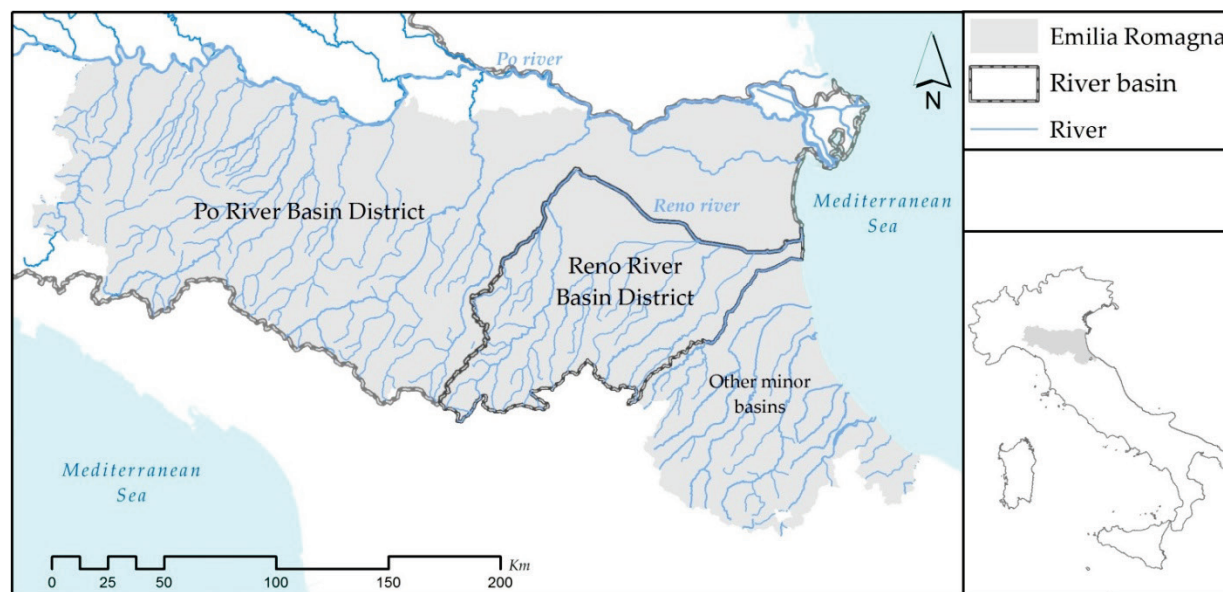 Po river
Po River Basin District
Reno river
Reno River
Basin District
Mediterranean
Sea
Other minor
basins
Mediterranean
Sea
0 25 50 100 150 200
Km
N
Emilia Romagna
River basin
River